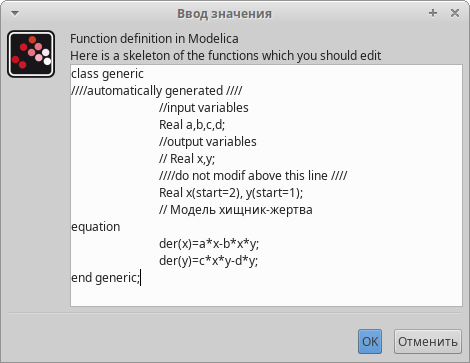 Ввод значения
Function definition in Modelica
Here is a skeleton of the functions which you should edit
class generic
////automatically generated ////
//input variables
Real a,b,c,d;
//output variables
// Real x,y;
////do not modif above this line ////
Real x(start=2), y(start=1);
// Модель хищник-жертва
equation
der(x)=a*x-b*x*y;
der(y)=c*x*y-d*y;
end generic;
OK Отменить